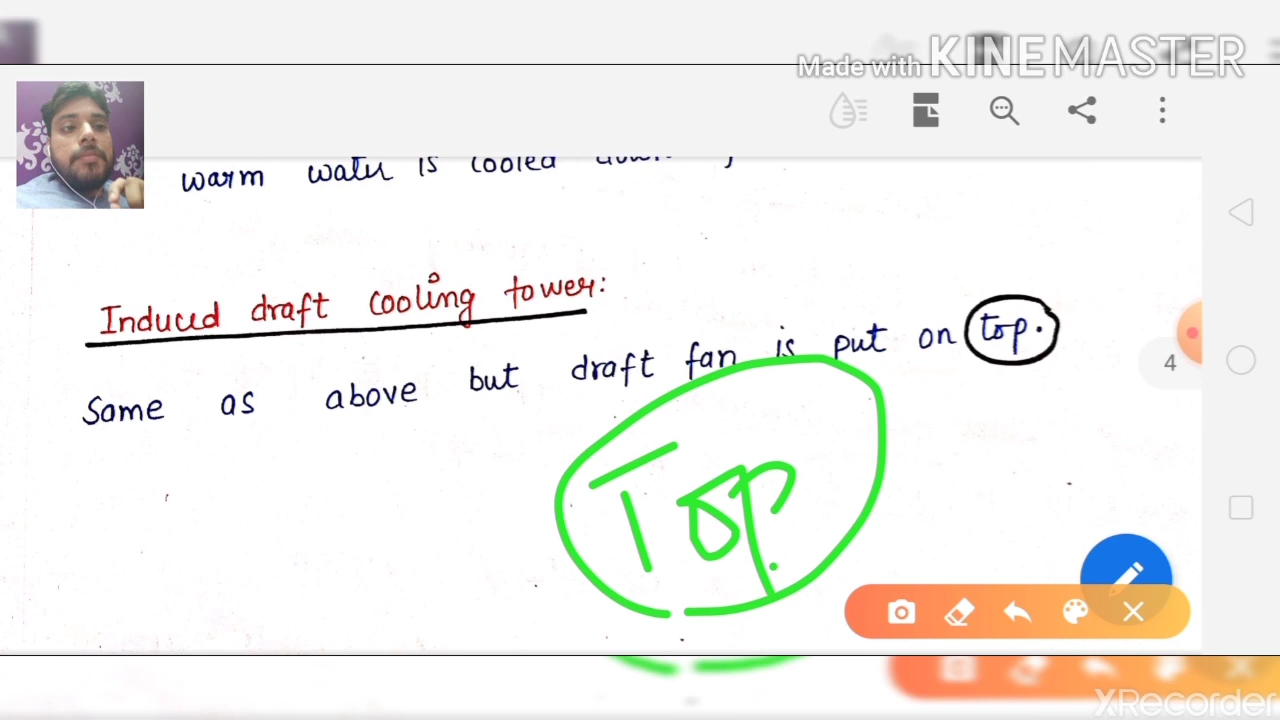 Made with KINEMASTER
warm water is cooled down
Induced draft cooling tower:
Same as above but draft fan is put on top.
4
Top
XRecorder